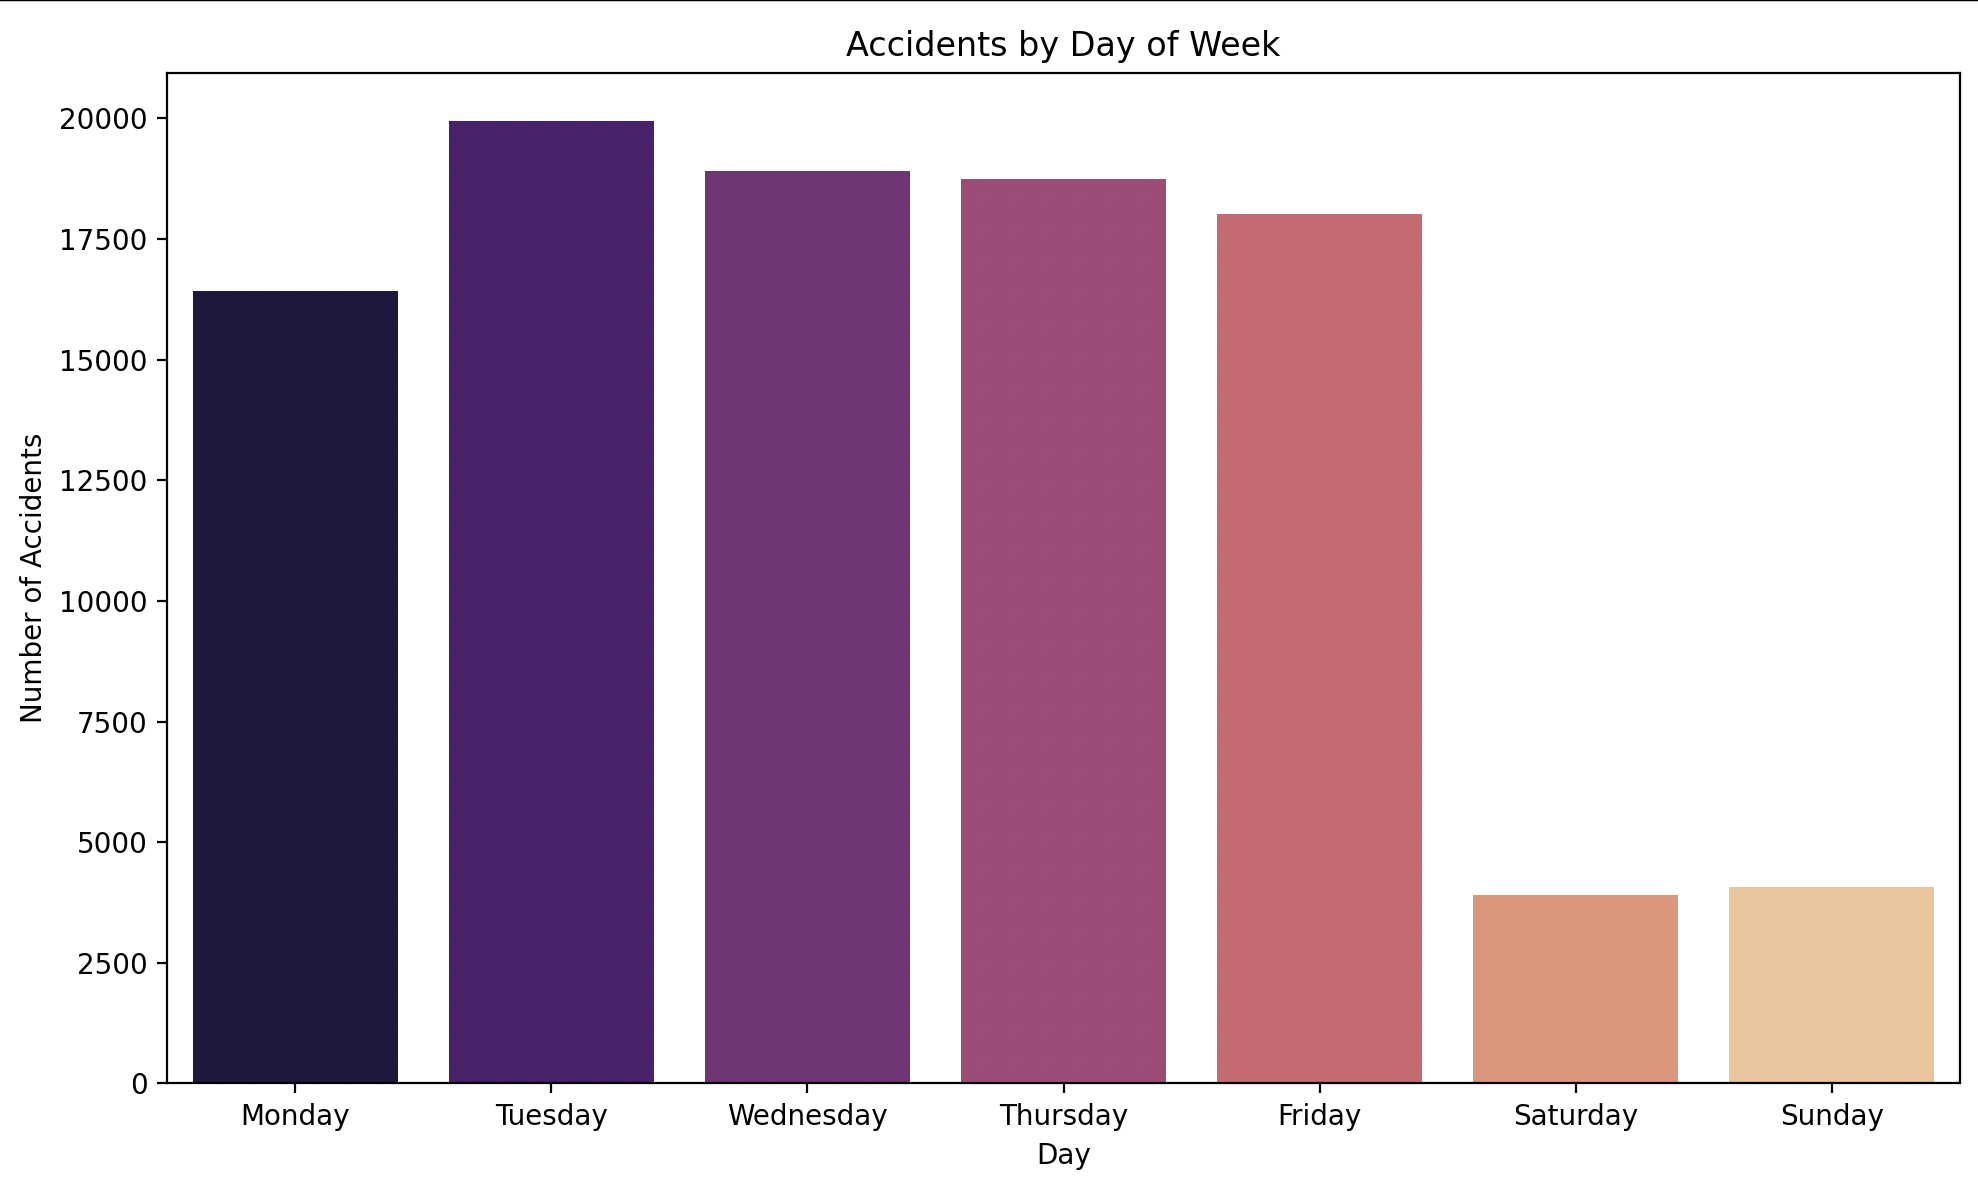 Accidents by Day of Week
20000
17500
15000
12500
10000
7500
5000
2500
0
Number of Accidents
Monday Tuesday Wednesday Thursday Friday Saturday Sunday
Day